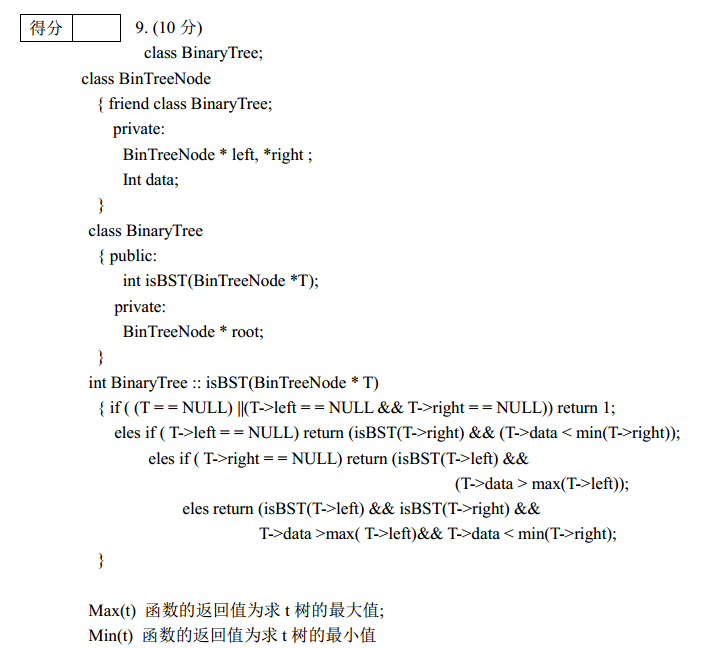 得分 9. (10 分)
class BinaryTree;
class BinTreeNode
{ friend class BinaryTree;
private:
BinTreeNode * left, *right ;
Int data;
}
class BinaryTree
{ public:
int isBST(BinTreeNode *T);
private:
BinTreeNode * root;
}
int BinaryTree :: isBST(BinTreeNode * T)
{ if ( (T = = NULL) ||(T->left = = NULL && T->right = = NULL)) return 1;
eles if ( T->left = = NULL) return (isBST(T->right) && (T->data < min(T->right));
eles if ( T->right = = NULL) return (isBST(T->left) &&
(T->data > max(T->left));
eles return (isBST(T->left) && isBST(T->right) &&
T->data >max( T->left)&& T->data < min(T->right);
}
Max(t) 函数的返回值为求 t 树的最大值;
Min(t) 函数的返回值为求 t 树的最小值